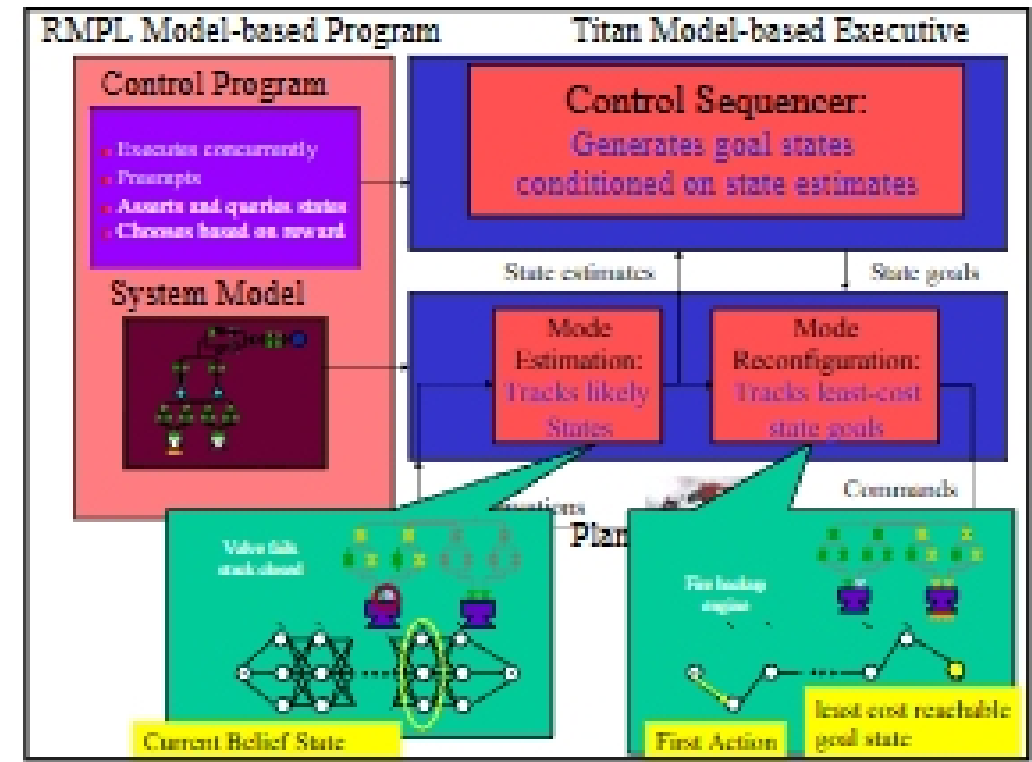 RMPL Model-based Program
Titan Model-based Executive
Control Program
Executes concurrently
Preempts
Asserts and queries states
Chooses based on reward
System Model
Control Sequencer:
Generates goal states
conditioned on state estimates
State estimates
State goals
Mode
Estimation:
Tracks likely
States
Mode
Reconfiguration:
Tracks least-cost
state goals
vations
Commands
Plan
Valve fails
stuck closed
Current Belief State
Fire backup
engine
First Action
least cost reachable
goal state